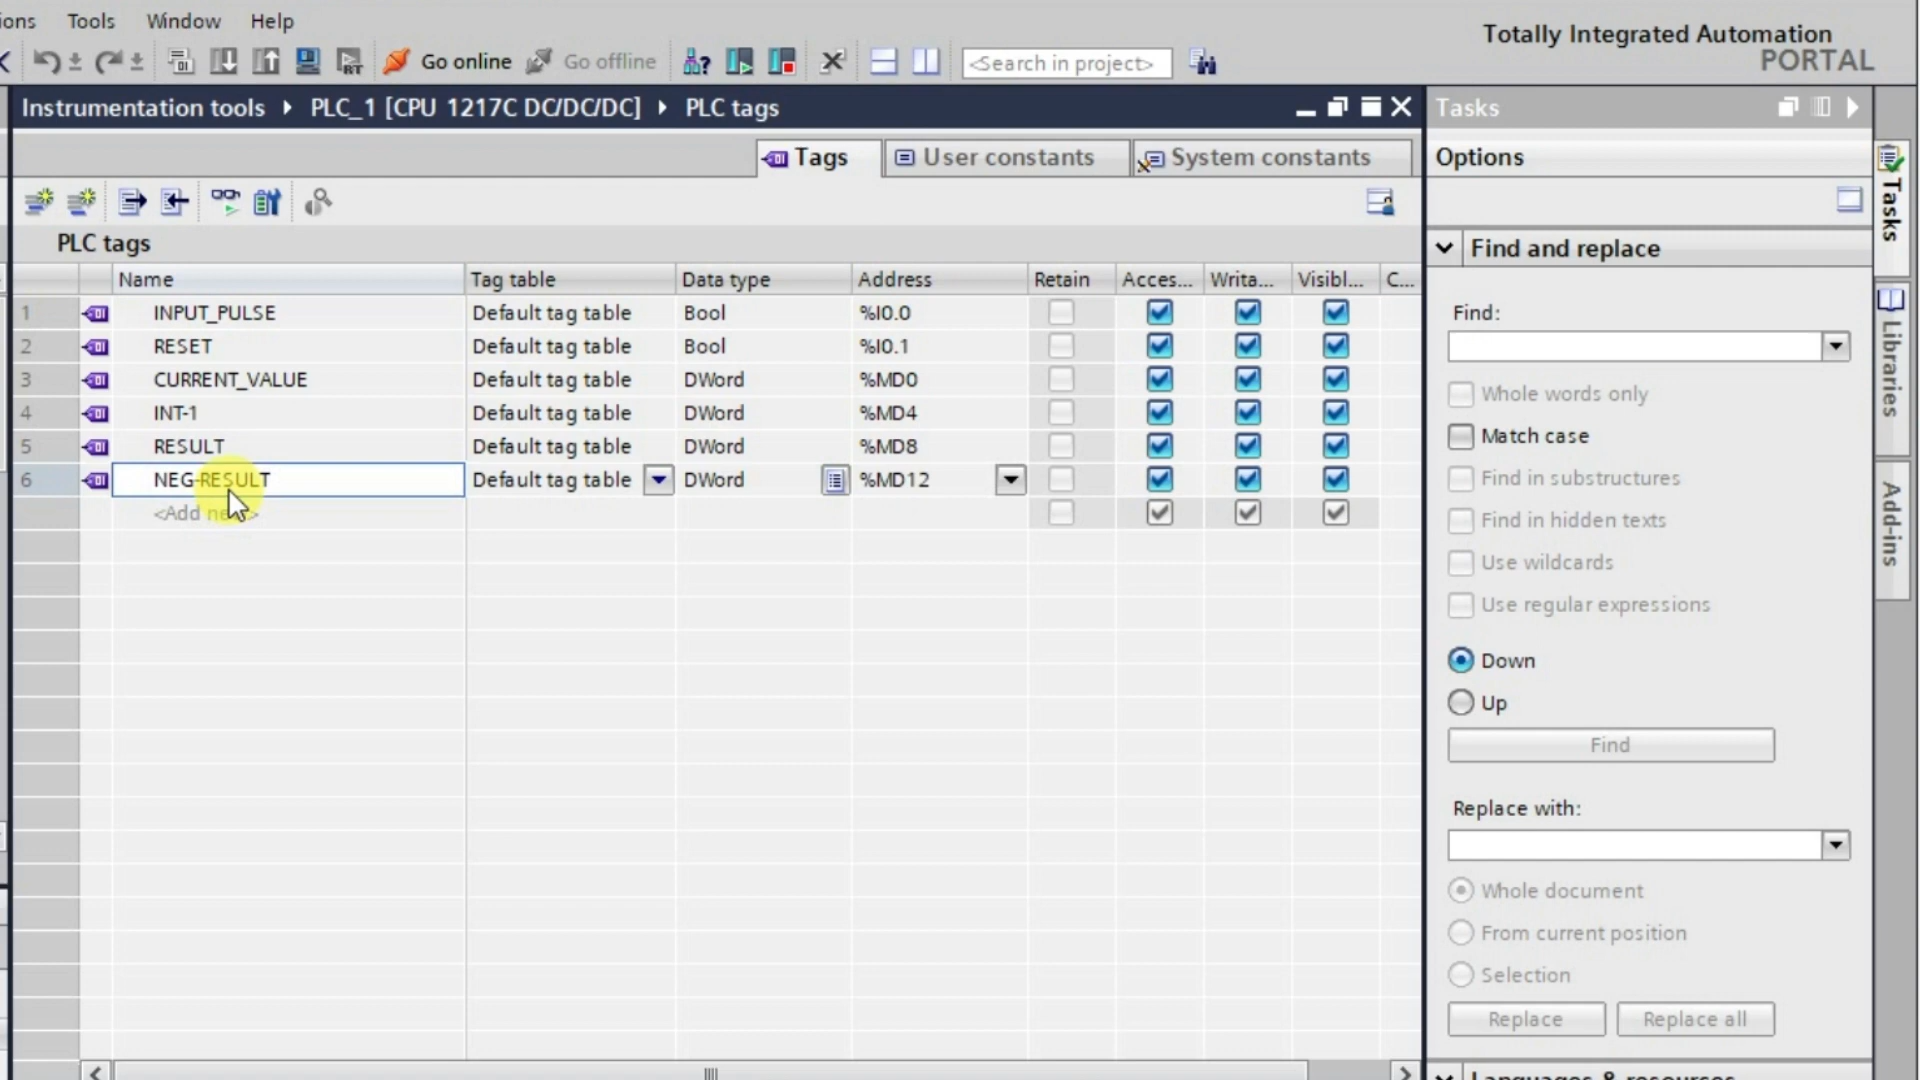 ions Tools Window Help
Totally Integrated Automation
PORTAL
Go online Go offline <Search in project>
Instrumentation tools PLC_1 [CPU 1217C DC/DC/DC] PLC tags
Tasks
Tags User constants System constants
Options
PLC tags
Find and replace
Name Tag table Data type Address Retain Acces... Writa... Visibl... C...
1 INPUT_PULSE Default tag table Bool %I0.0
2 RESET Default tag table Bool %I0.1
3 CURRENT_VALUE Default tag table DWord %MD0
4 INT-1 Default tag table DWord %MD4
5 RESULT Default tag table DWord %MD8
6 NEG-RESULT Default tag table DWord %MD12
<Add new>
Find:
Whole words only
Match case
Find in substructures
Find in hidden texts
Use wildcards
Use regular expressions
Down
Up
Find
Replace with:
Whole document
From current position
Selection
Replace Replace all
Languages & resources
Tasks
Libraries
Add-ins